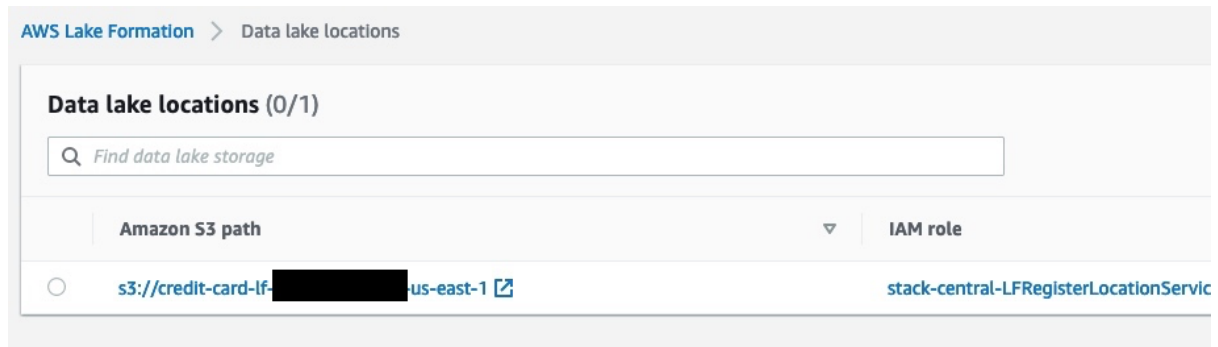 AWS Lake Formation > Data lake locations
Data lake locations (0/1)
Find data lake storage
Amazon S3 path IAM role
s3://credit-card-lf- -us-east-1 stack-central-LFRegisterLocationServic